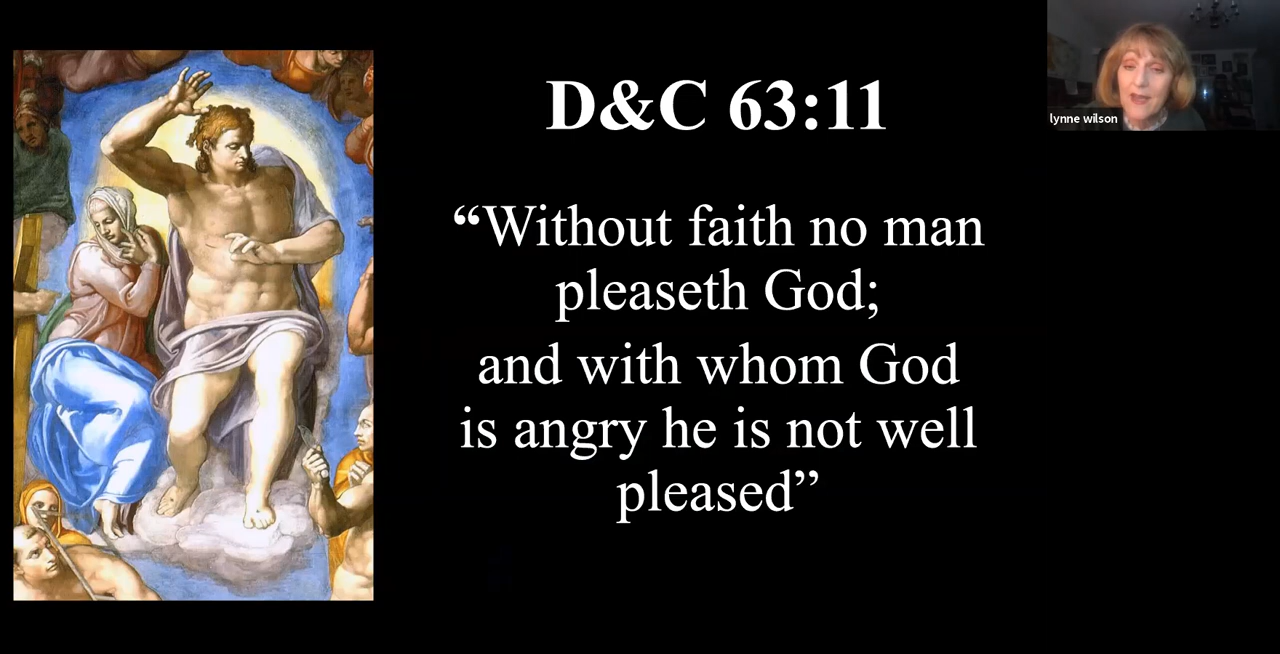 D&C 63:11
lynne wilson
“Without faith no man
pleaseth God;
and with whom God
is angry he is not well
pleased”